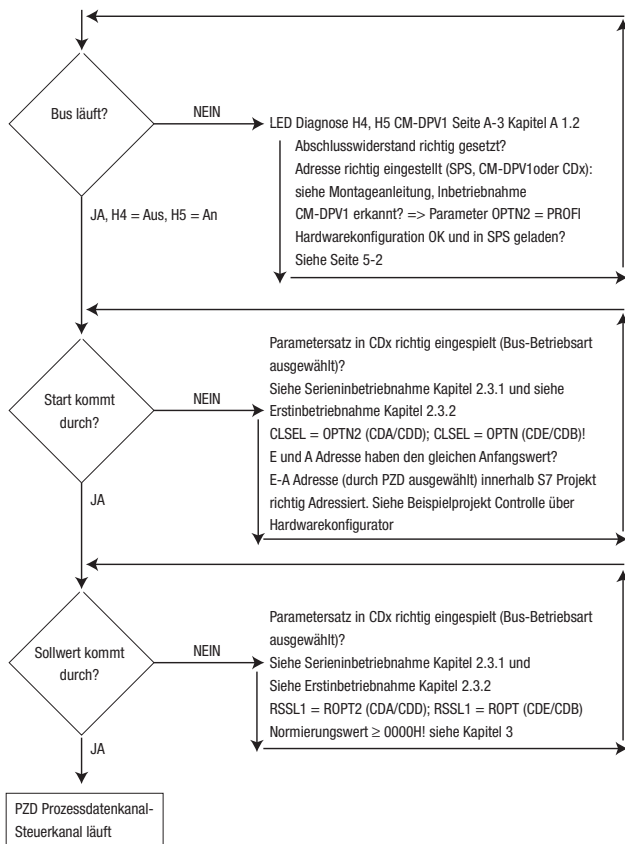 Bus läuft?
NEIN
LED Diagnose H4, H5 CM-DPV1 Seite A-3 Kapitel A 1.2
Abschlusswiderstand richtig gesetzt?
Adresse richtig eingestellt (SPS, CM-DPV1oder CDx):
siehe Montageanleitung, Inbetriebnahme
CM-DPV1 erkannt? => Parameter OPTN2 = PROFI
Hardwarekonfiguration OK und in SPS geladen?
Siehe Seite 5-2
JA, H4 = Aus, H5 = An
Start kommt
durch?
NEIN
Parametersatz in CDx richtig eingespielt (Bus-Betriebsart
ausgewählt)?
Siehe Serieninbetriebnahme Kapitel 2.3.1 und siehe
Erstinbetriebnahme Kapitel 2.3.2
CLSEL = OPTN2 (CDA/CDD); CLSEL = OPTN (CDE/CDB)!
E und A Adresse haben den gleichen Anfangswert?
E-A Adresse (durch PZD ausgewählt) innerhalb S7 Projekt
richtig Adressiert. Siehe Beispielprojekt Controlle über
Hardwarekonfigurator
JA
Sollwert kommt
durch?
NEIN
Parametersatz in CDx richtig eingespielt (Bus-Betriebsart
ausgewählt)?
Siehe Serieninbetriebnahme Kapitel 2.3.1 und
Siehe Erstinbetriebnahme Kapitel 2.3.2
RSSL1 = ROPT2 (CDA/CDD); RSSL1 = ROPT (CDE/CDB)
Normierungswert ≥ 0000H! siehe Kapitel 3
JA
PZD Prozessdatenkanal-
Steuerkanal läuft